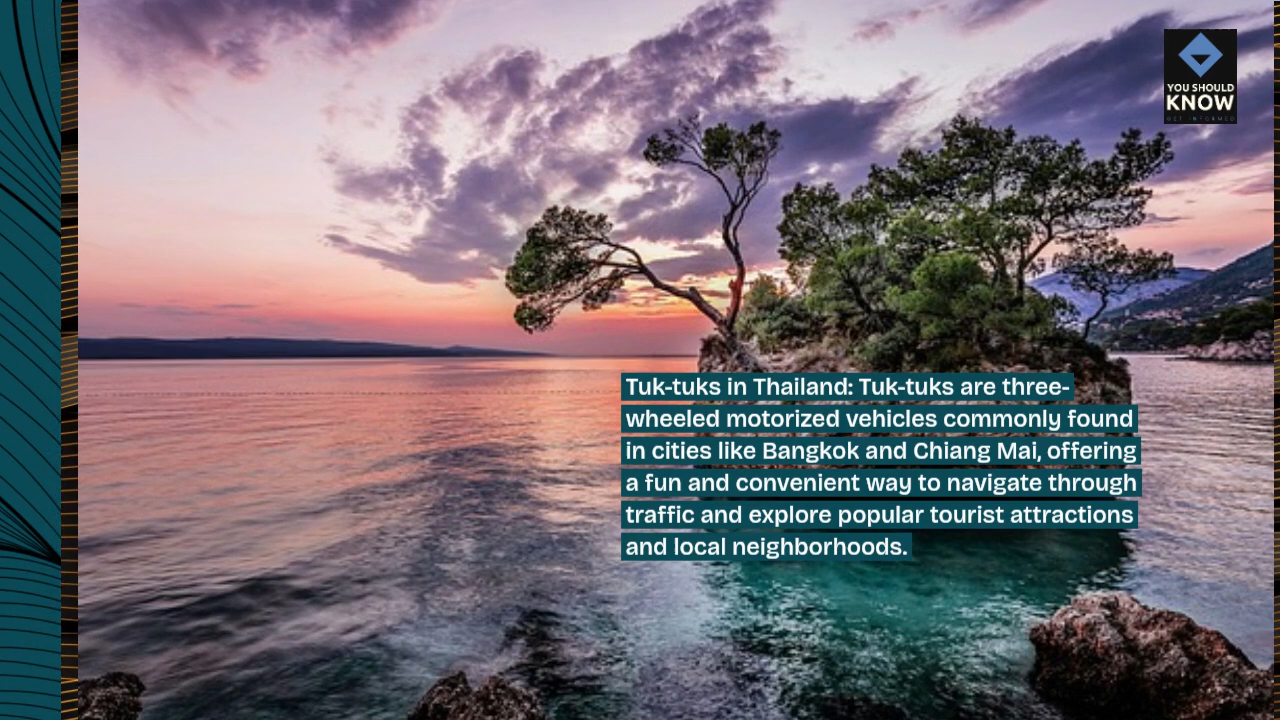 YOU SHOULD
KNOW
GET INFORMED
Tuk-tuks in Thailand: Tuk-tuks are three-
wheeled motorized vehicles commonly found
in cities like Bangkok and Chiang Mai, offering
a fun and convenient way to navigate through
traffic and explore popular tourist attractions
and local neighborhoods.